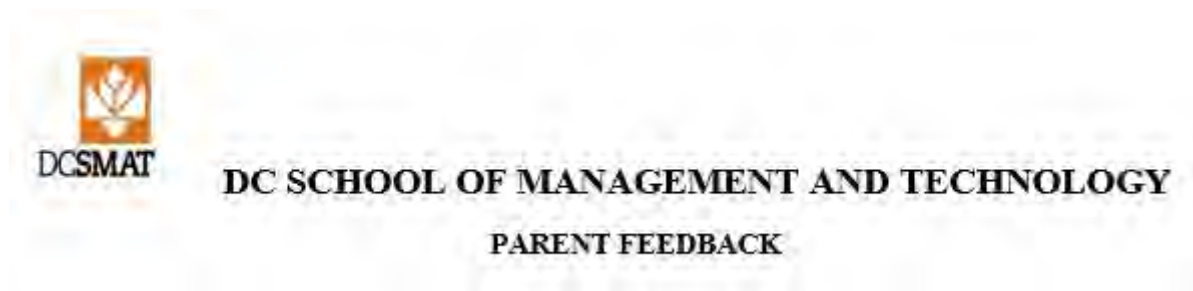 DCSMAT
DC SCHOOL OF MANAGEMENT AND TECHNOLOGY
PARENT FEEDBACK